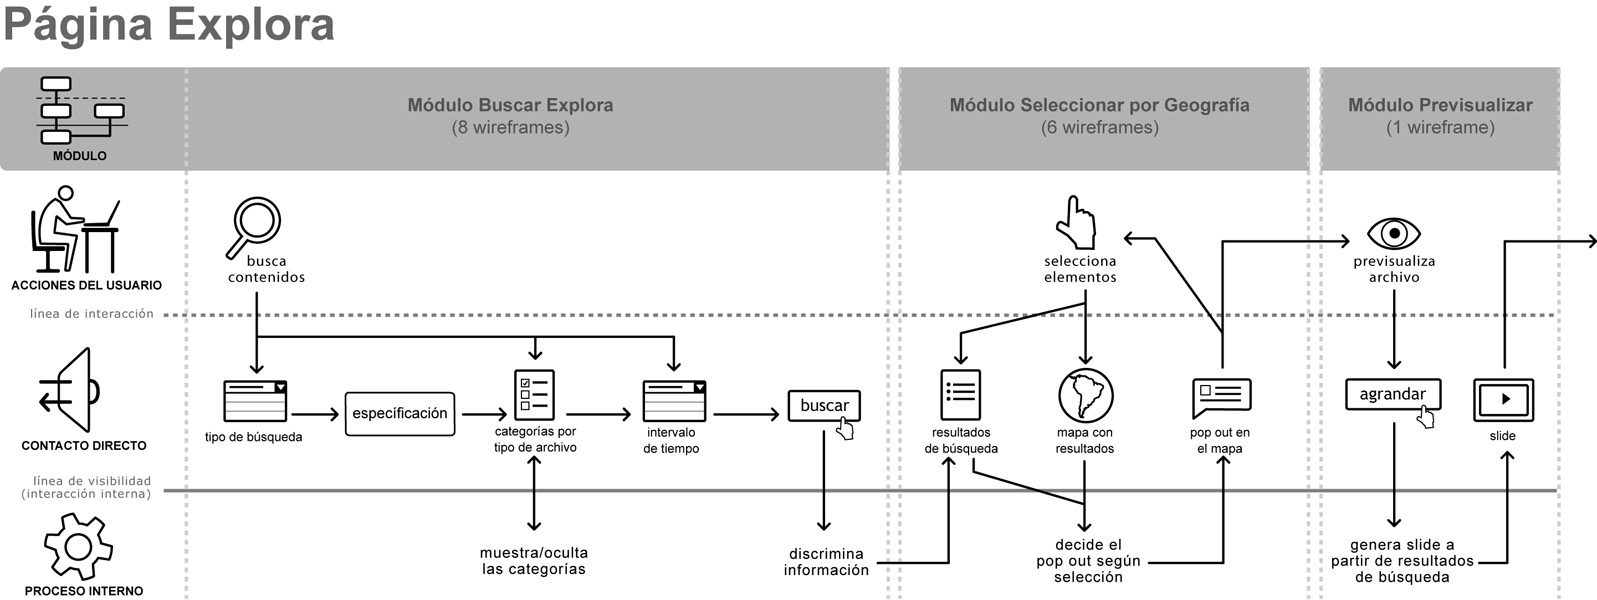 Página Explora
MÓDULO
Módulo Buscar Explora
(8 wireframes)
Módulo Seleccionar por Geografía
(6 wireframes)
Módulo Previsualizar
(1 wireframe)
ACCIONES DEL USUARIO
busca
contenidos
selecciona
elementos
previsualiza
archivo
línea de interacción
CONTACTO DIRECTO
tipo de búsqueda
específicación
categorías por
tipo de archivo
intervalo
de tiempo
buscar
resultados
de búsqueda
mapa con
resultados
pop out en
el mapa
agrandar
slide
línea de visibilidad
(interacción interna)
PROCESO INTERNO
muestra/oculta
las categorías
discrimina
información
decide el
pop out según
selección
genera slide a
partir de resultados
de búsqueda